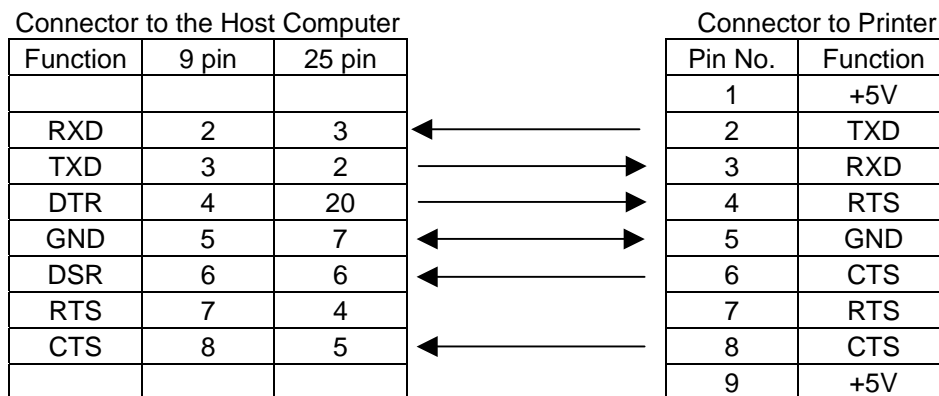 Connector to the Host Computer Connector to Printer
Function 9 pin 25 pin Pin No. Function
1 +5V
RXD 2 3 2 TXD
TXD 3 2 3 RXD
DTR 4 20 4 RTS
GND 5 7 5 GND
DSR 6 6 6 CTS
RTS 7 4 7 RTS
CTS 8 5 8 CTS
9 +5V